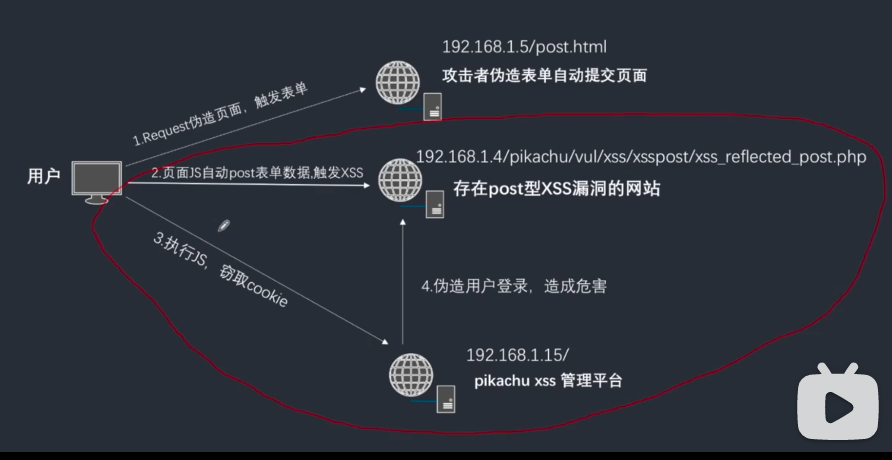 192.168.1.5/post.html
攻击者伪造表单自动提交页面
1.Request伪造页面，触发表单
192.168.1.4/pikachu/vul/xss/xsspost/xss_reflected_post.php
用户
2.页面JS自动post表单数据,触发XSS
存在post型XSS漏洞的网站
3.执行JS，窃取cookie
4.伪造用户登录，造成危害
192.168.1.15/
pikachu xss 管理平台